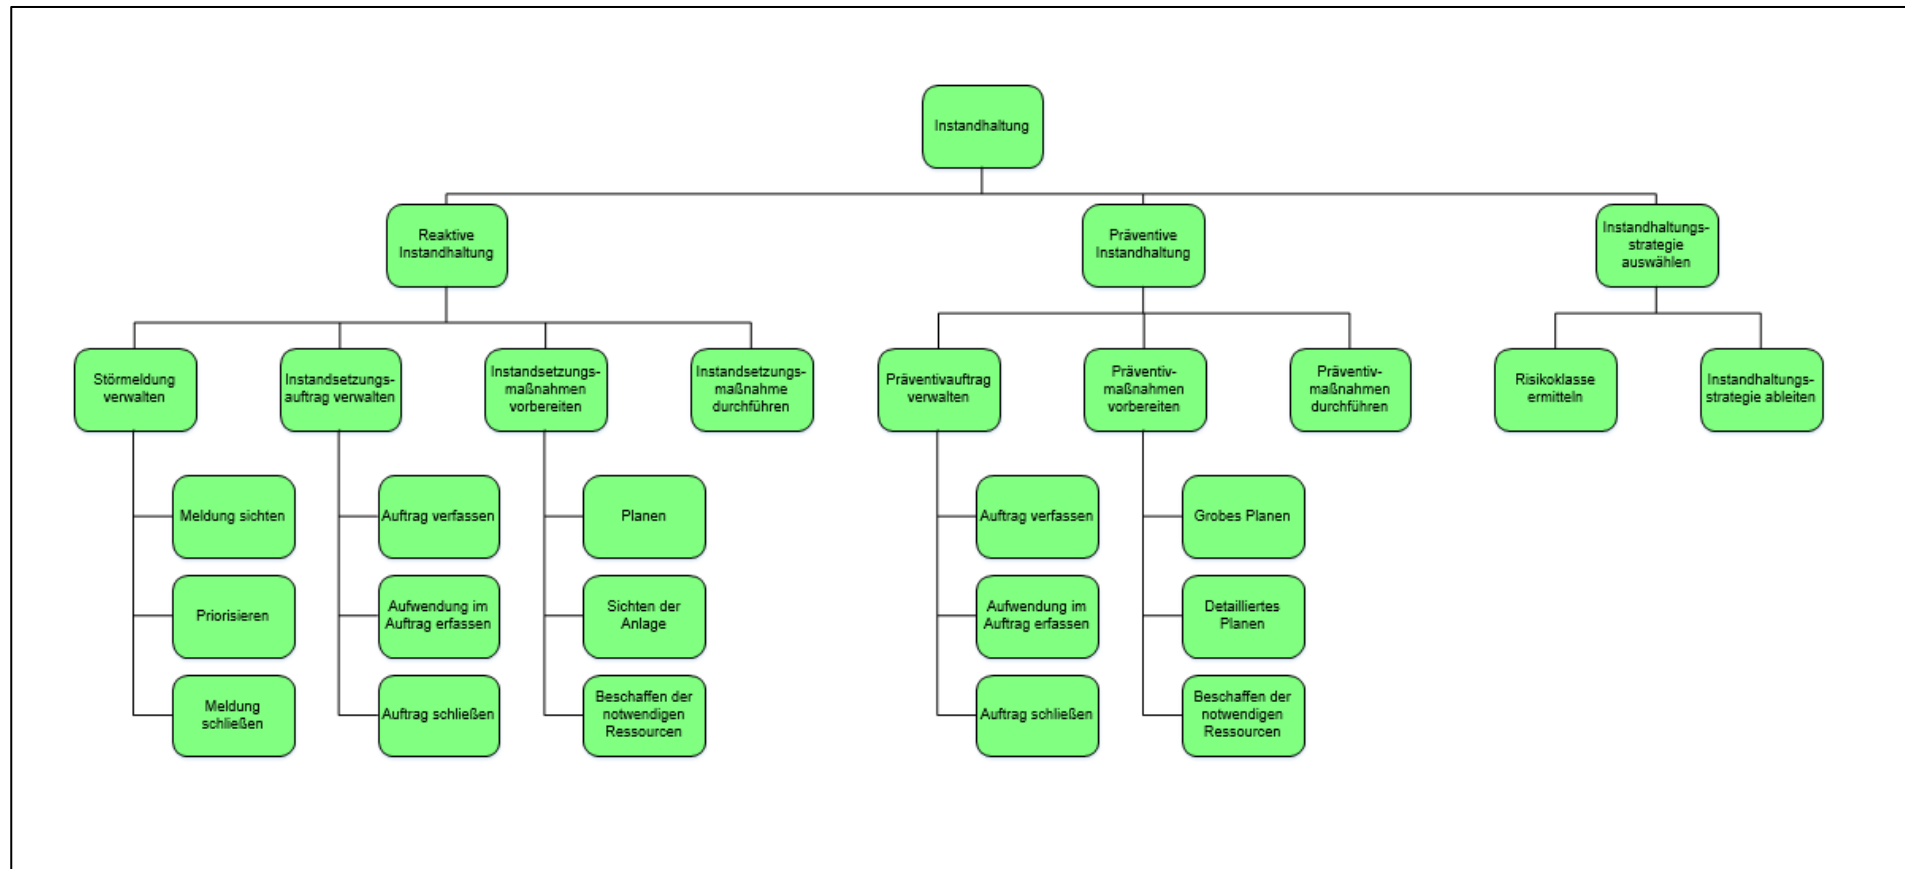 Instandhaltung
Reaktive
Instandhaltung
Präventive
Instandhaltung
Instandhaltungs-
strategie
auswählen
Störmeldung
verwalten
Instandsetzungs-
auftrag verwalten
Instandsetzungs-
maßnahmen
vorbereiten
Instandsetzungs-
maßnahme
durchführen
Präventivauftrag
verwalten
Präventiv-
maßnahmen
vorbereiten
Präventiv-
maßnahmen
durchführen
Risikoklasse
ermitteln
Instandhaltungs-
strategie ableiten
Meldung sichten
Auftrag verfassen
Planen
Auftrag verfassen
Grobes Planen
Priorisieren
Aufwendung im
Auftrag erfassen
Sichten der
Anlage
Aufwendung im
Auftrag erfassen
Detailliertes
Planen
Meldung
schließen
Auftrag schließen
Beschaffen der
notwendigen
Ressourcen
Auftrag schließen
Beschaffen der
notwendigen
Ressourcen